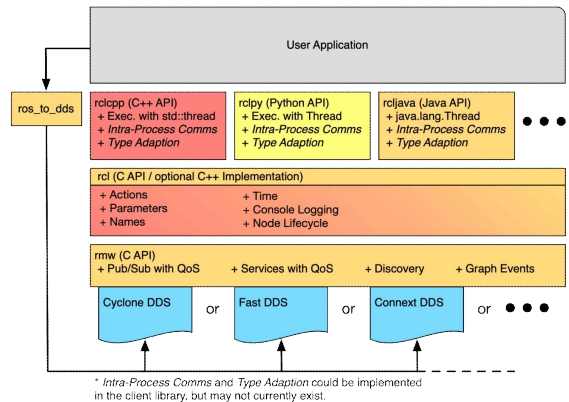 User Application
ros_to_dds
rclcpp (C++ API)
+ Exec. with std::thread
+ Intra-Process Comms
+ Type Adaption
rclpy (Python API)
+ Exec. with Thread
+ Intra-Process Comms
+ Type Adaption
rcljava (Java API)
+ java.lang.Thread
+ Intra-Process Comms
+ Type Adaption
rcl (C API / optional C++ Implementation)
+ Actions
+ Parameters
+ Names
+ Time
+ Console Logging
+ Node Lifecycle
rmw (C API)
+ Pub/Sub with QoS + Services with QoS + Discovery + Graph Events
Cyclone DDS or Fast DDS or Connext DDS or
* Intra-Process Comms and Type Adaption could be implemented
in the client library, but may not currently exist.